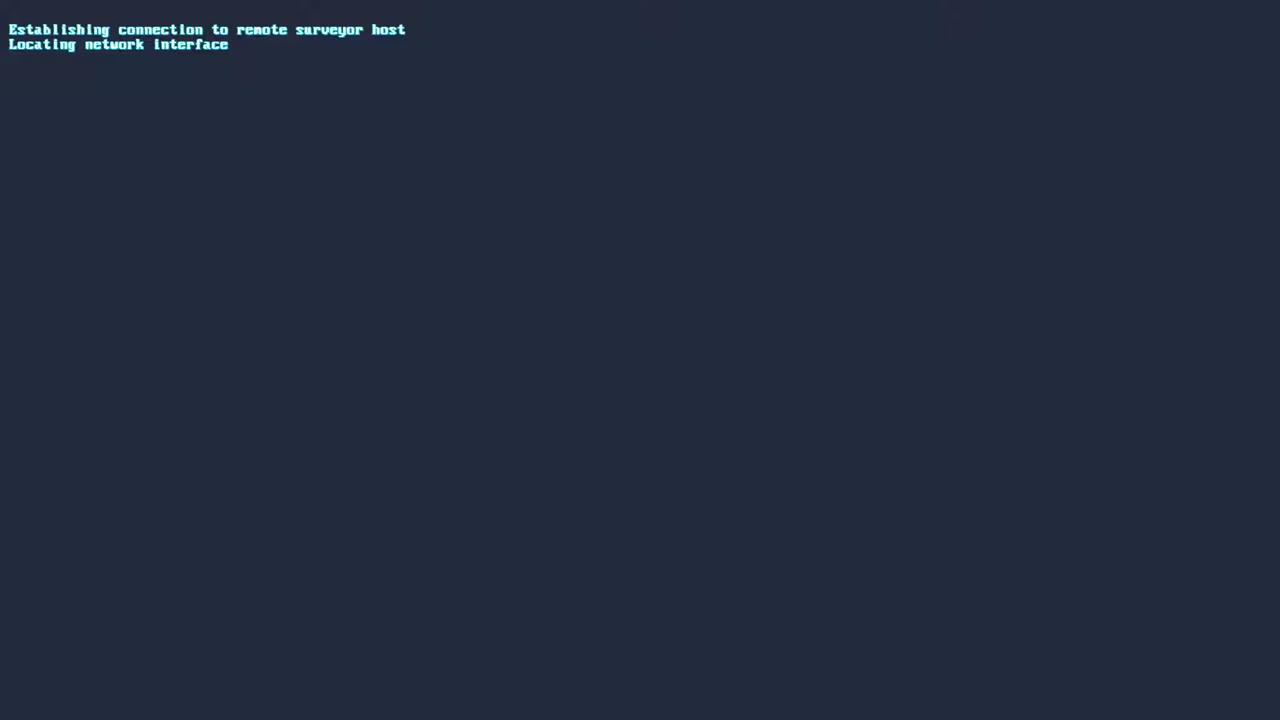 Establishing connection to remote surveyor host
Locating network interface